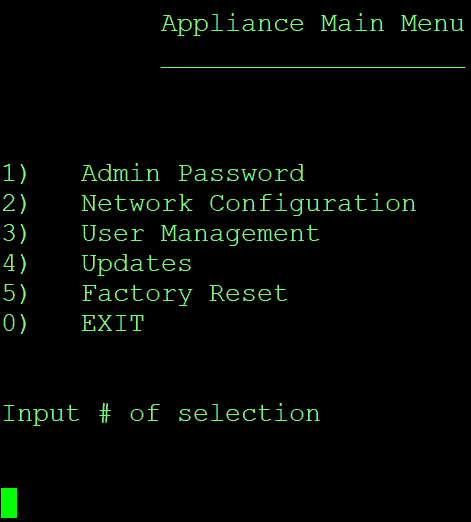 Appliance Main Menu
1) Admin Password
2) Network Configuration
3) User Management
4) Updates
5) Factory Reset
0) EXIT
Input # of selection